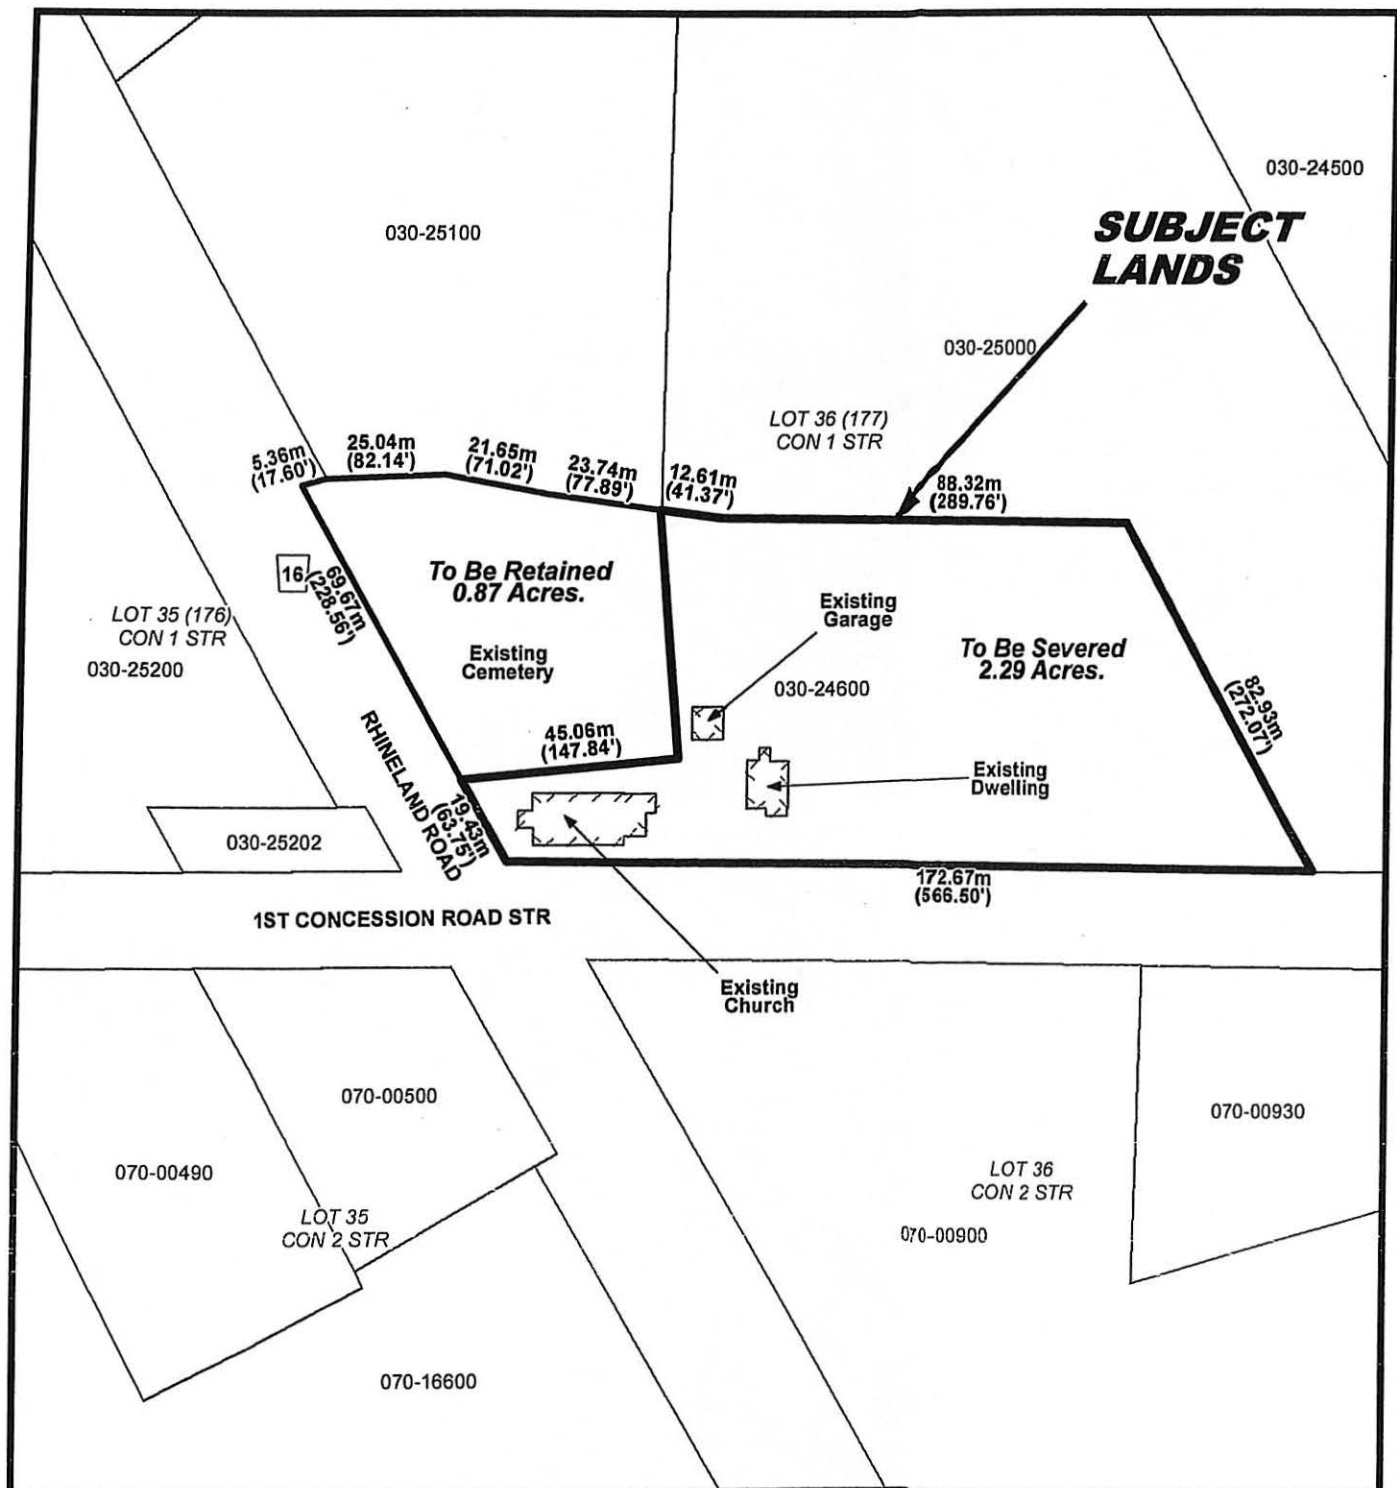 030-24500
SUBJECT
LANDS
030-25100
030-25000
LOT 36 (177)
CON 1 STR
5.36m
(17.60')
25.04m
(82.14')
21.65m
(71.02')
23.74m
(77.89')
12.61m
(41.37')
88.32m
(289.76')
16
69.67m
(228.56')
To Be Retained
0.87 Acres.
Existing
Garage
LOT 35 (176)
CON 1 STR
030-25200
Existing
Cemetery
To Be Severed
2.29 Acres.
030-24600
82.93m
(272.07')
45.06m
(147.84')
RHINELAND ROAD
Existing
Dwelling
19.43m
(63.75')
030-25202
172.67m
(566.50')
1ST CONCESSION ROAD STR
Existing
Church
070-00500
070-00930
070-00490
LOT 36
CON 2 STR
LOT 35
CON 2 STR
070-00900
070-16600